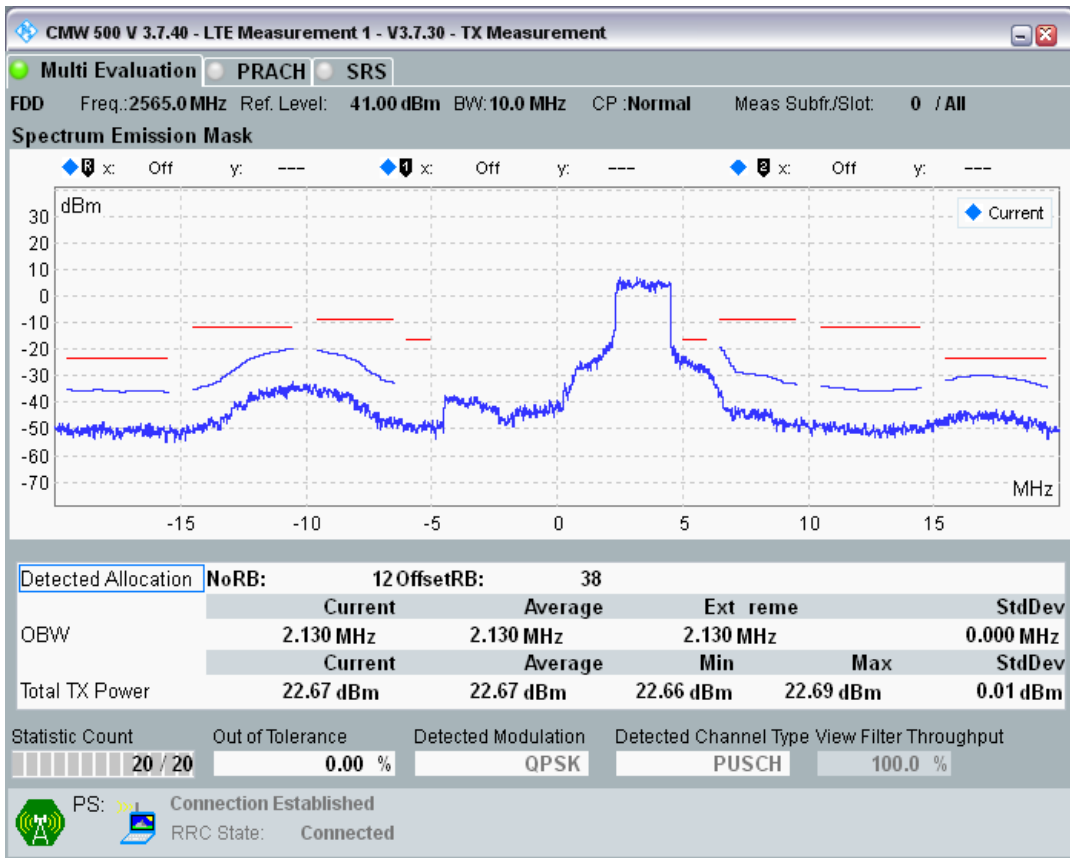 CMW 500 V 3.7.40 - LTE Measurement 1 - V3.7.30 - TX Measurement
Multi Evaluation PRACH SRS
FDD Freq.:2565.0 MHz Ref. Level: 41.00 dBm BW:10.0 MHz CP :Normal Meas Subfr./Slot: 0 / All
Spectrum Emission Mask
R x: Off y: --- 1 x: Off y: --- 2 x: Off y: ---
dBm
Current
30
20
10
0
-10
-20
-30
-40
-50
-60
-70
MHz
-15 -10 -5 0 5 10 15
Detected Allocation NoRB: 12 OffsetRB: 38
Current Average Ext reme StdDev
OBW 2.130 MHz 2.130 MHz 2.130 MHz 0.000 MHz
Current Average Min Max StdDev
Total TX Power 22.67 dBm 22.67 dBm 22.66 dBm 22.69 dBm 0.01 dBm
Statistic Count Out of Tolerance Detected Modulation Detected Channel Type View Filter Throughput
20 / 20 0.00 % QPSK PUSCH 100.0 %
PS: Connection Established
RRC State: Connected